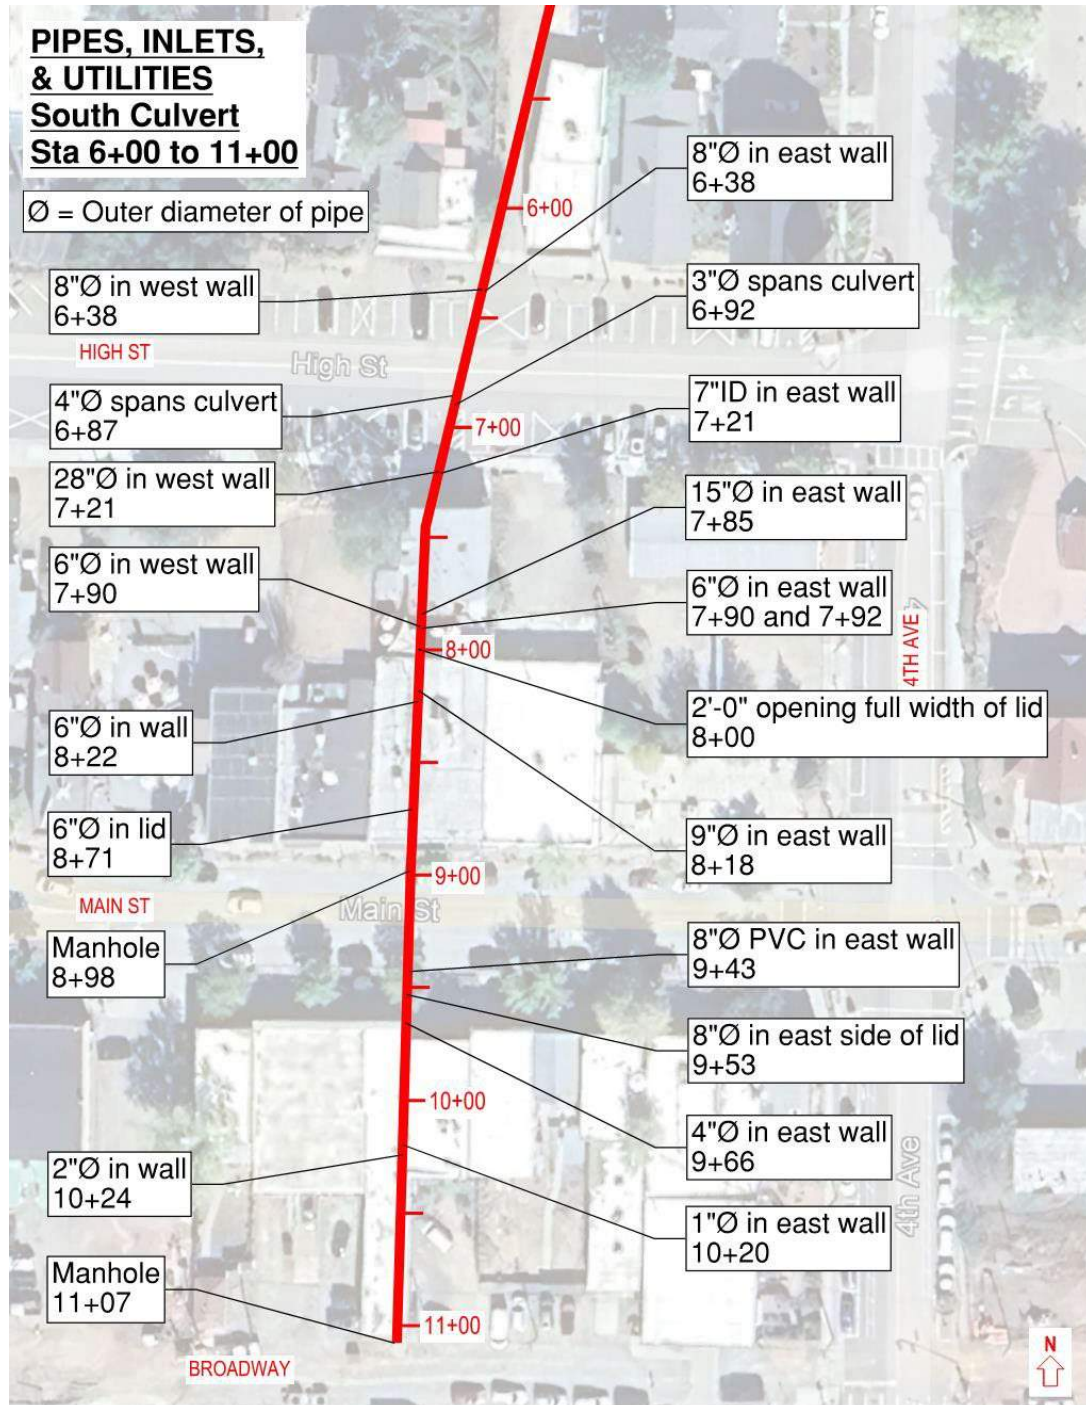 PIPES, INLETS,
& UTILITIES
South Culvert
Sta 6+00 to 11+00
Ø = Outer diameter of pipe
8"Ø in east wall
6+38
6+00
8"Ø in west wall
6+38
3"Ø spans culvert
6+92
HIGH ST
High St
4"Ø spans culvert
6+87
7"ID in east wall
7+21
7+00
28"Ø in west wall
7+21
15"Ø in east wall
7+85
6"Ø in west wall
7+90
6"Ø in east wall
7+90 and 7+92
4TH AVE
8+00
2'-0" opening full width of lid
8+00
6"Ø in wall
8+22
6"Ø in lid
8+71
9"Ø in east wall
8+18
9+00
MAIN ST
Main St
Manhole
8+98
8"Ø PVC in east wall
9+43
8"Ø in east side of lid
9+53
10+00
4"Ø in east wall
9+66
4th Ave
2"Ø in wall
10+24
1"Ø in east wall
10+20
Manhole
11+07
11+00
BROADWAY
N